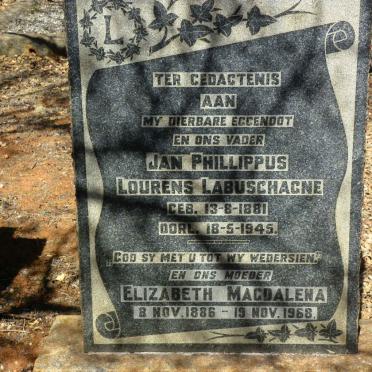 L
TER GEDAGTENIS
AAN
MY DIERBARE EGGENOOT
EN ONS VADER
JAN PHILLIPPUS
LOURENS LABUSCHAGNE
GEB. 13-8-1881
OORL. 18-5-1945.
„GOD SY MET U TOT WY WEDERSIEN."
EN ONS MOEDER
ELIZABETH MAGDALENA
8 NOV. 1886 - 19 NOV. 1968.